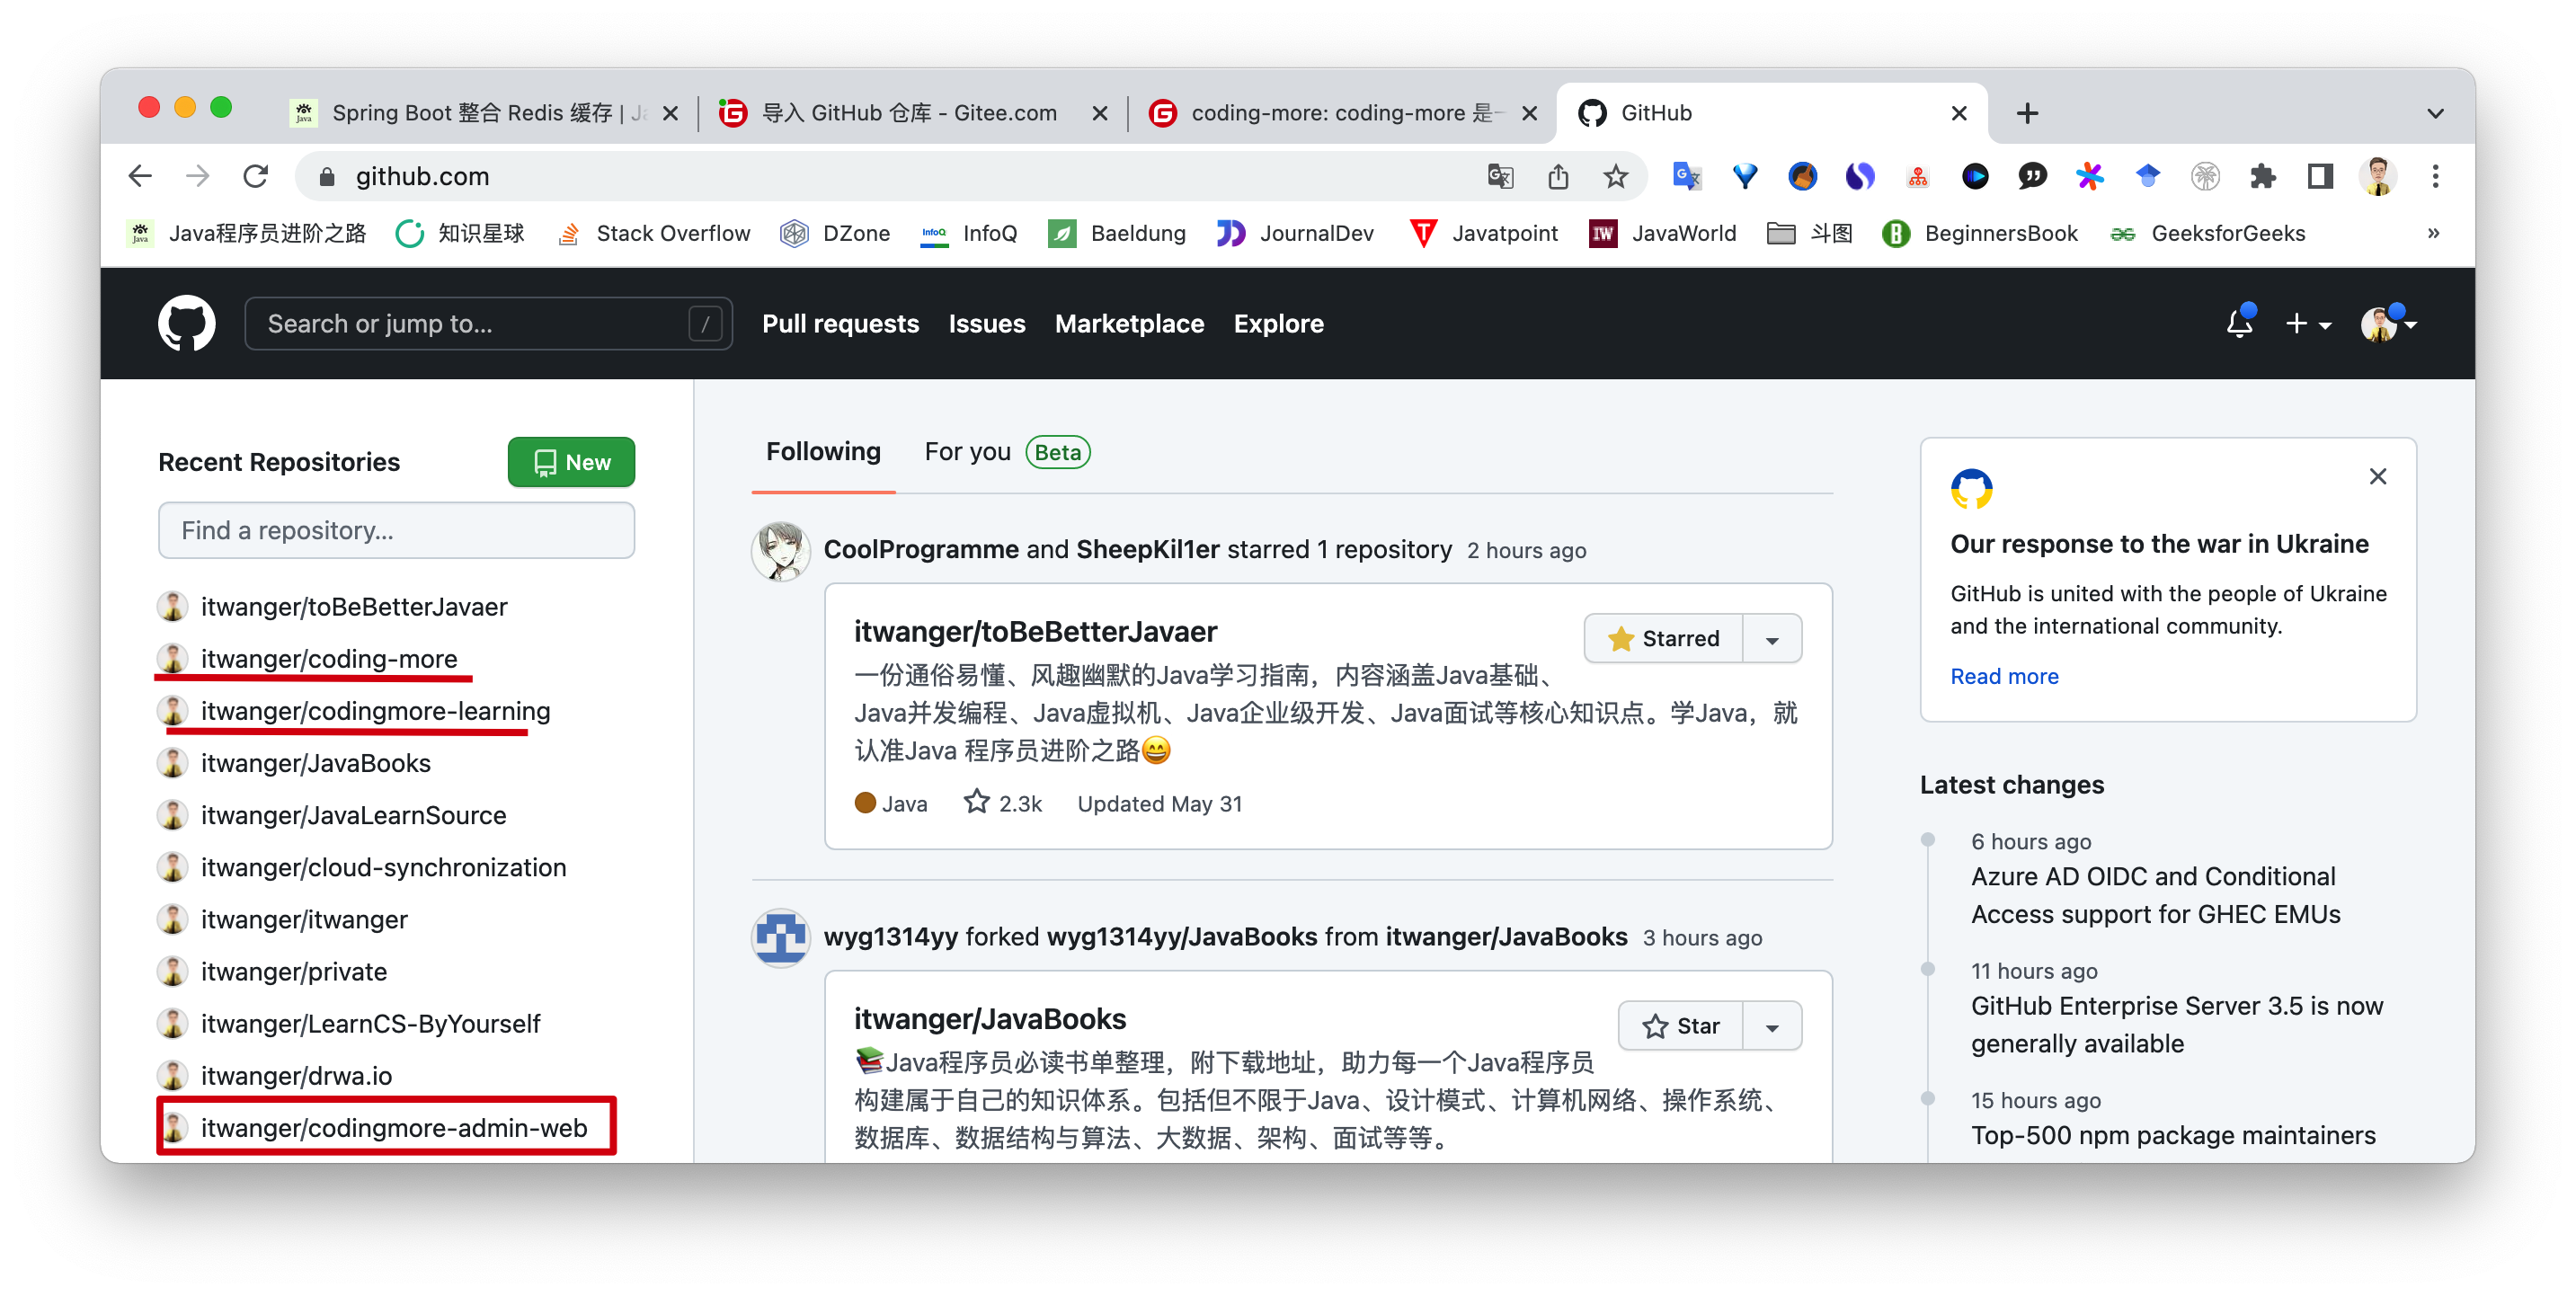 Spring Boot 整合 Redis 缓存 | Ja
导入 GitHub 仓库 - Gitee.com
coding-more: coding-more 是一
GitHub
github.com
Java程序员进阶之路
知识星球
Stack Overflow
DZone
InfoQ
InfoQ
Baeldung
JournalDev
Javatpoint
IW
JavaWorld
斗图
BeginnersBook
GeeksforGeeks
»
Search or jump to...
/
Pull requests
Issues
Marketplace
Explore
Recent Repositories
New
Find a repository...
itwanger/toBeBetterJavaer
itwanger/coding-more
itwanger/codingmore-learning
itwanger/JavaBooks
itwanger/JavaLearnSource
itwanger/cloud-synchronization
itwanger/itwanger
itwanger/private
itwanger/LearnCS-ByYourself
itwanger/drwa.io
itwanger/codingmore-admin-web
Following
For you
Beta
CoolProgramme and SheepKil1er starred 1 repository 2 hours ago
itwanger/toBeBetterJavaer
Starred
一份通俗易懂、风趣幽默的Java学习指南，内容涵盖Java基础、
Java并发编程、Java虚拟机、Java企业级开发、Java面试等核心知识点。学Java，就
认准Java 程序员进阶之路😄
Java
2.3k
Updated May 31
wyg1314yy forked wyg1314yy/JavaBooks from itwanger/JavaBooks 3 hours ago
itwanger/JavaBooks
Star
📚Java程序员必读书单整理，附下载地址，助力每一个Java程序员
构建属于自己的知识体系。包括但不限于Java、设计模式、计算机网络、操作系统、
数据库、数据结构与算法、大数据、架构、面试等等。
Our response to the war in Ukraine
GitHub is united with the people of Ukraine
and the international community.
Read more
Latest changes
6 hours ago
Azure AD OIDC and Conditional
Access support for GHEC EMUs
11 hours ago
GitHub Enterprise Server 3.5 is now
generally available
15 hours ago
Top-500 npm package maintainers